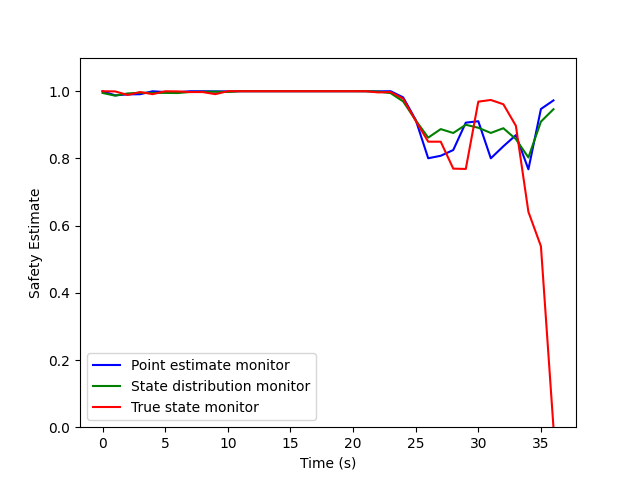 1.0
0.8
0.6
0.4
0.2
0.0
Safety Estimate
Point estimate monitor
State distribution monitor
True state monitor
0 5 10 15 20 25 30 35
Time (s)